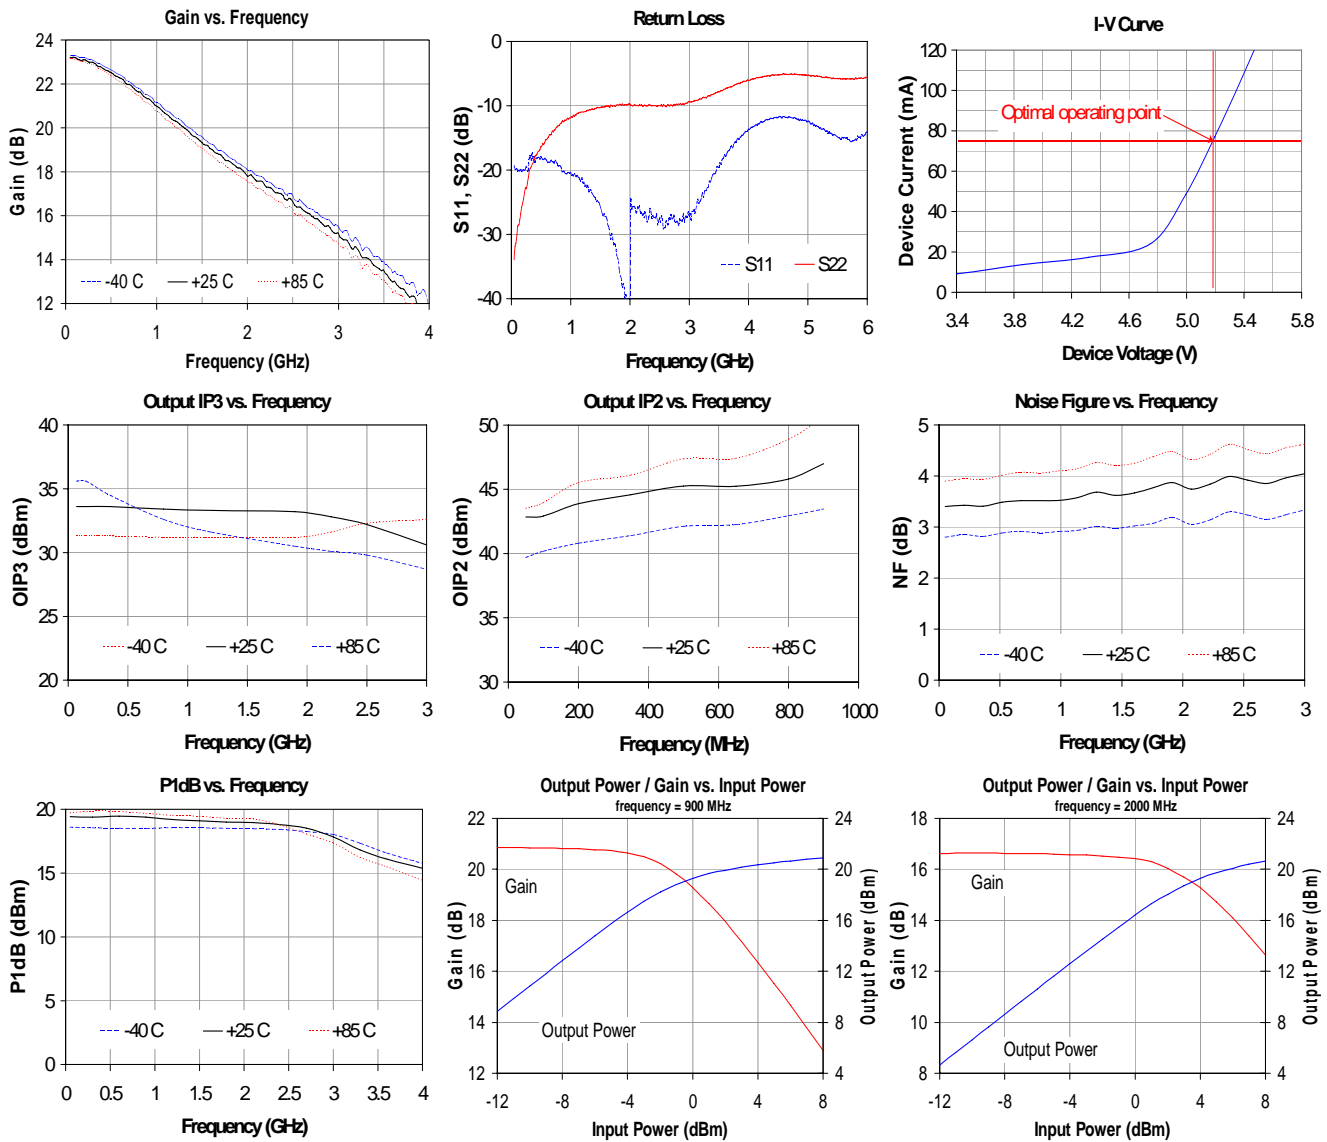 Gain vs. Frequency
24
22
20
18
16
14
12
Gain (dB)
-40 C
+25 C
+85 C
0
1
2
3
4
Frequency (GHz)
Return Loss
0
-10
-20
-30
-40
S11, S22 (dB)
S11
S22
0
1
2
3
4
5
6
Frequency (GHz)
I-V Curve
120
100
80
60
40
20
0
Device Current (mA)
Optimal operating point
3.4
3.8
4.2
4.6
5.0
5.4
5.8
Device Voltage (V)
Output IP3 vs. Frequency
40
35
30
25
20
OIP3 (dBm)
-40 C
+25 C
+85 C
0
0.5
1
1.5
2
2.5
3
Frequency (GHz)
Output IP2 vs. Frequency
50
45
40
35
30
OIP2 (dBm)
-40 C
+25 C
+85 C
0
200
400
600
800
1000
Frequency (MHz)
Noise Figure vs. Frequency
5
4
3
2
1
0
NF (dB)
-40 C
+25 C
+85 C
0
0.5
1
1.5
2
2.5
3
Frequency (GHz)
P1dB vs. Frequency
20
15
10
5
0
P1dB (dBm)
-40 C
+25 C
+85 C
0
0.5
1
1.5
2
2.5
3
3.5
4
Frequency (GHz)
Output Power / Gain vs. Input Power
frequency = 900 MHz
22
20
18
16
14
12
Gain (dB)
Gain
Output Power
24
20
16
12
8
4
Output Power (dBm)
-12
-8
-4
0
4
8
Input Power (dBm)
Output Power / Gain vs. Input Power
frequency = 2000 MHz
18
16
14
12
10
8
Gain (dB)
Gain
Output Power
24
20
16
12
8
4
Output Power (dBm)
-12
-8
-4
0
4
8
Input Power (dBm)